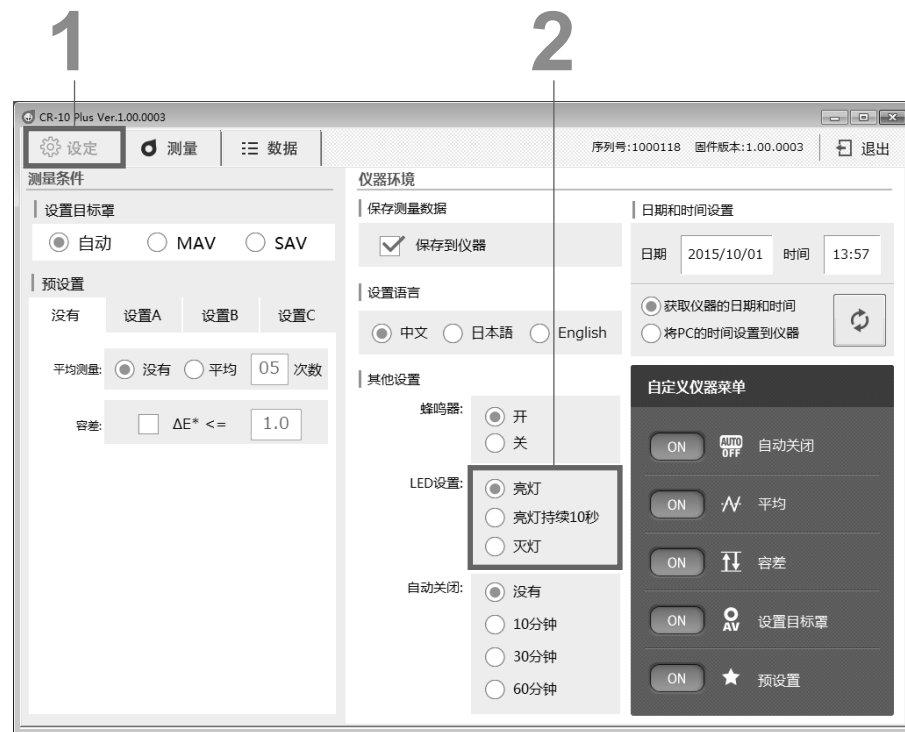 1
2
CR-10 Plus Ver.1.00.0003
设定
测量
数据
序列号:1000118 固件版本:1.00.0003
退出
测量条件
设置目标罩
自动 MAV SAV
预设置
没有 设置A 设置B 设置C
平均测量: 没有 平均 05 次数
容差: ΔE* <= 1.0
仪器环境
保存测量数据
保存到仪器
设置语言
中文 日本語 English
其他设置
蜂鸣器: 开
关
LED设置: 亮灯
亮灯持续10秒
灭灯
自动关闭: 没有
10分钟
30分钟
60分钟
日期和时间设置
日期 2015/10/01 时间 13:57
获取仪器的日期和时间
将PC的时间设置到仪器
自定义仪器菜单
ON AUTO OFF 自动关闭
ON 平均
ON 容差
ON AV 设置目标罩
ON 预设置